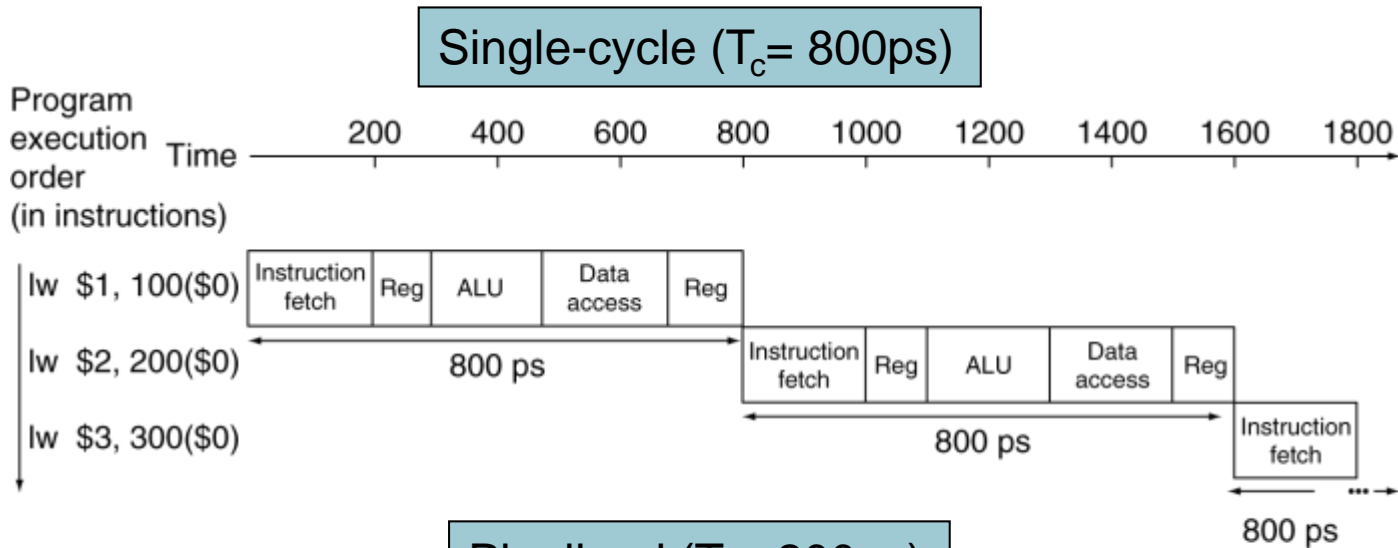 Single-cycle (Tc= 800ps)
Program
execution
order
(in instructions)
Time
200 400 600 800 1000 1200 1400 1600 1800
lw $1, 100($0)
Instruction
fetch
Reg
ALU
Data
access
Reg
800 ps
lw $2, 200($0)
Instruction
fetch
Reg
ALU
Data
access
Reg
800 ps
lw $3, 300($0)
Instruction
fetch
...
800 ps